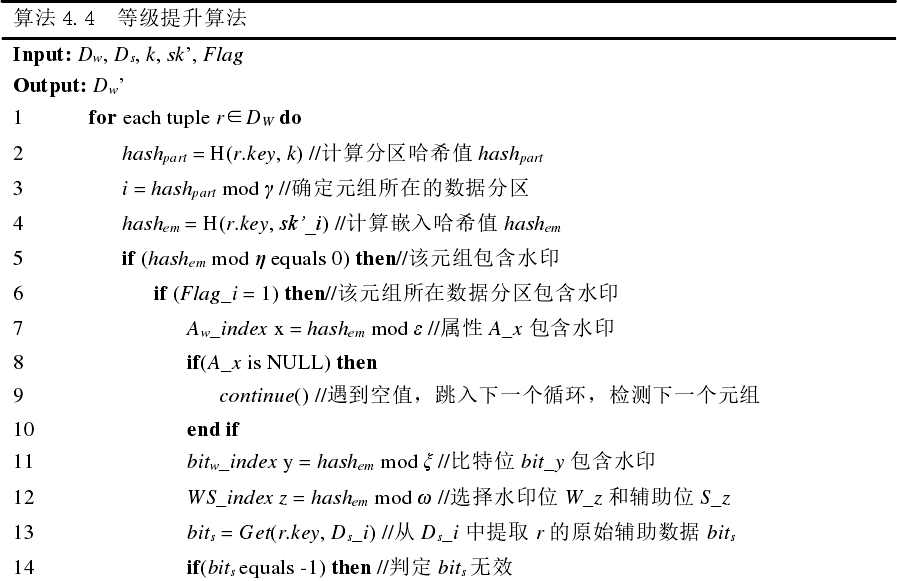 算法 4.4 等级提升算法
Input: Dw, Ds, k, sk’, Flag
Output: Dw’
1 for each tuple r∈DW do
2 hashpart = H(r.key, k) //计算分区哈希值 hashpart
3 i = hashpart mod γ //确定元组所在的数据分区
4 hashem = H(r.key, sk’_i) //计算嵌入哈希值 hashem
5 if (hashem mod η equals 0) then//该元组包含水印
6 if (Flag_i = 1) then//该元组所在数据分区包含水印
7 Aw_index x = hashem mod ε //属性 A_x 包含水印
8 if(A_x is NULL) then
9 continue() //遇到空值，跳入下一个循环，检测下一个元组
10 end if
11 bitw_index y = hashem mod ξ //比特位 bit_y 包含水印
12 WS_index z = hashem mod ω //选择水印位 W_z 和辅助位 S_z
13 bits = Get(r.key, Ds_i) //从 Ds_i 中提取 r 的原始辅助数据 bits
14 if(bits equals -1) then //判定 bits 无效